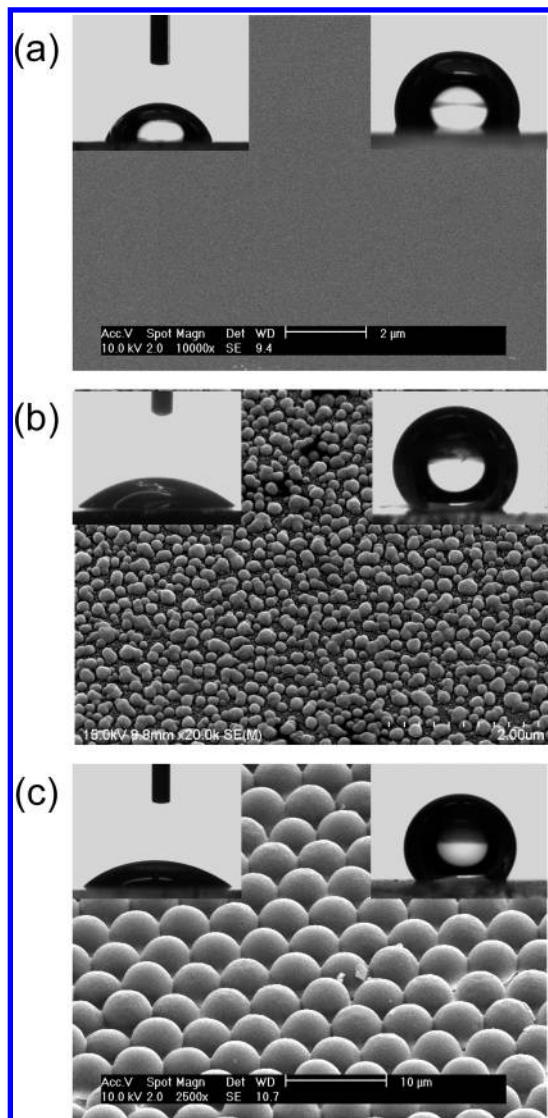 (a)
Acc.V Spot Magn Det WD 2 μm
10.0 kV 2.0 10000x SE 9.4
(b)
15.0kV 9.8mm x20.0k SE(M) 2.00um
(c)
Acc.V Spot Magn Det WD 10 μm
10.0 kV 2.0 2500x SE 10.7